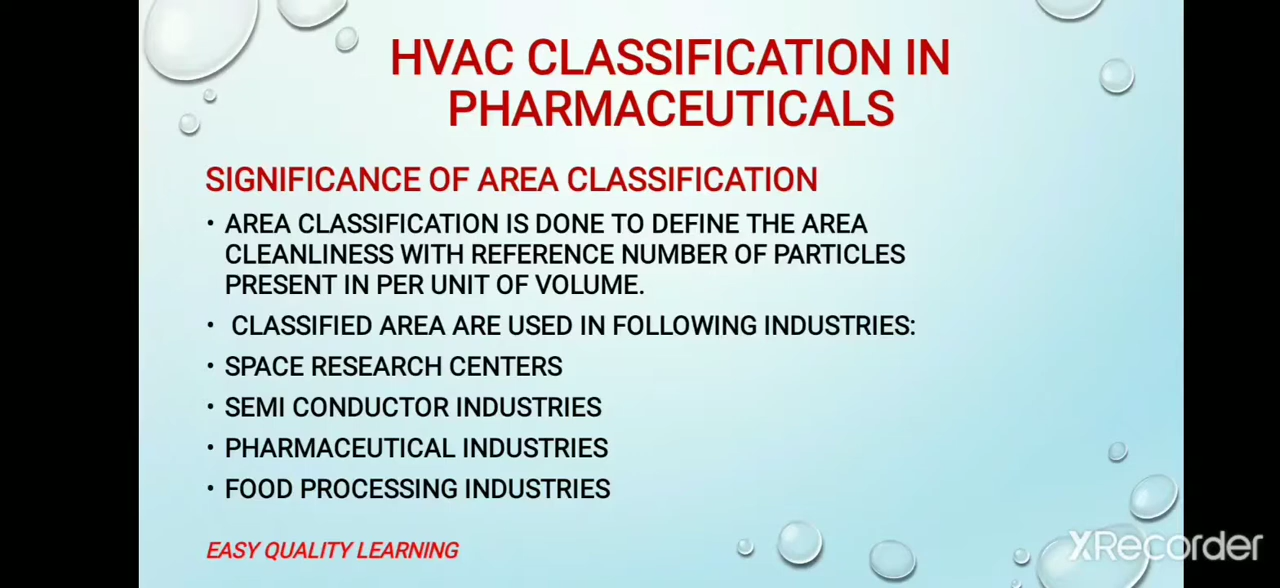 HVAC CLASSIFICATION IN
PHARMACEUTICALS
SIGNIFICANCE OF AREA CLASSIFICATION
• AREA CLASSIFICATION IS DONE TO DEFINE THE AREA
CLEANLINESS WITH REFERENCE NUMBER OF PARTICLES
PRESENT IN PER UNIT OF VOLUME.
• CLASSIFIED AREA ARE USED IN FOLLOWING INDUSTRIES:
• SPACE RESEARCH CENTERS
• SEMI CONDUCTOR INDUSTRIES
• PHARMACEUTICAL INDUSTRIES
• FOOD PROCESSING INDUSTRIES
EASY QUALITY LEARNING
XRecorder